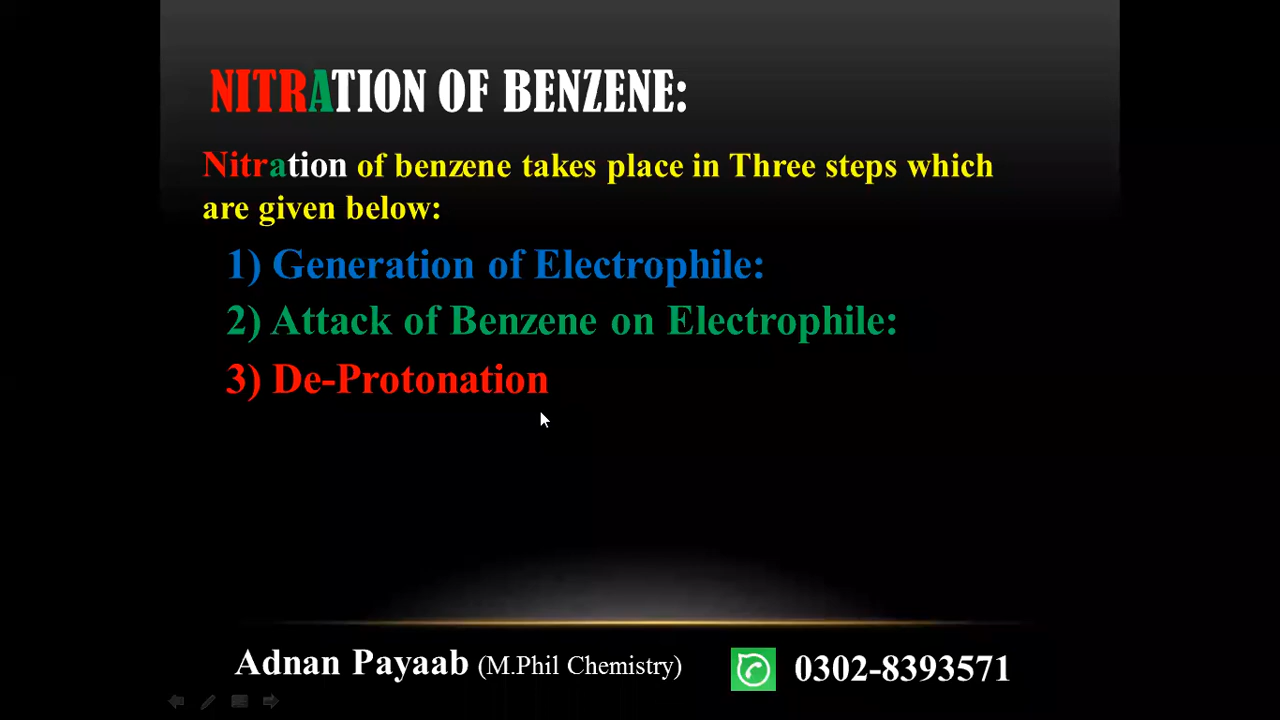 NITRATION OF BENZENE:
Nitration of benzene takes place in Three steps which
are given below:
1) Generation of Electrophile:
2) Attack of Benzene on Electrophile:
3) De-Protonation
Adnan Payaab (M.Phil Chemistry) 0302-8393571